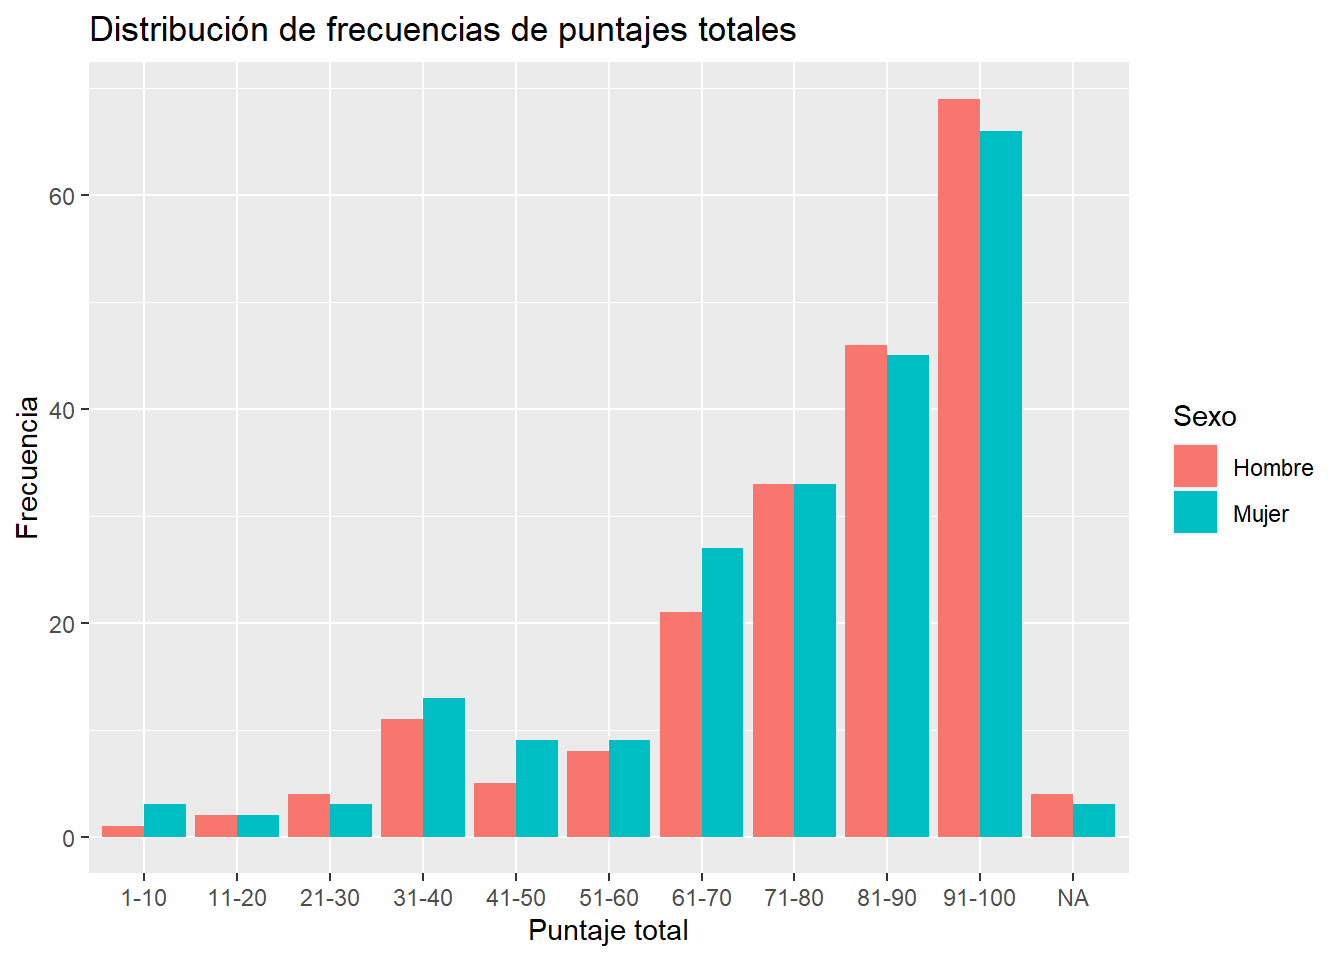 Distribución de frecuencias de puntajes totales
60
40
20
0
Frecuencia
1-10 11-20 21-30 31-40 41-50 51-60 61-70 71-80 81-90 91-100 NA
Puntaje total
Sexo
Hombre
Mujer